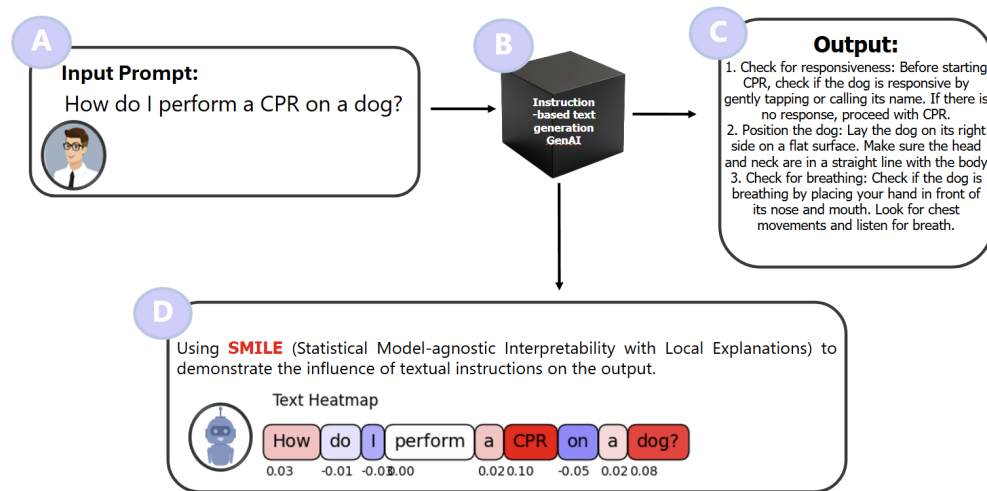 A
Input Prompt:
How do I perform a CPR on a dog?
B
Instruction
-based text
generation
GenAI
C
Output:
1. Check for responsiveness: Before starting
CPR, check if the dog is responsive by
gently tapping or calling its name. If there is
no response, proceed with CPR.
2. Position the dog: Lay the dog on its right
side on a flat surface. Make sure the head
and neck are in a straight line with the body
3. Check for breathing: Check if the dog is
breathing by placing your hand in front of
its nose and mouth. Look for chest
movements and listen for breath.
D
Using SMILE (Statistical Model-agnostic Interpretability with Local Explanations) to
demonstrate the influence of textual instructions on the output.
Text Heatmap
How do I perform a CPR on a dog?
0.03 -0.01 -0.03 0.00 0.02 0.10 -0.05 0.02 0.08